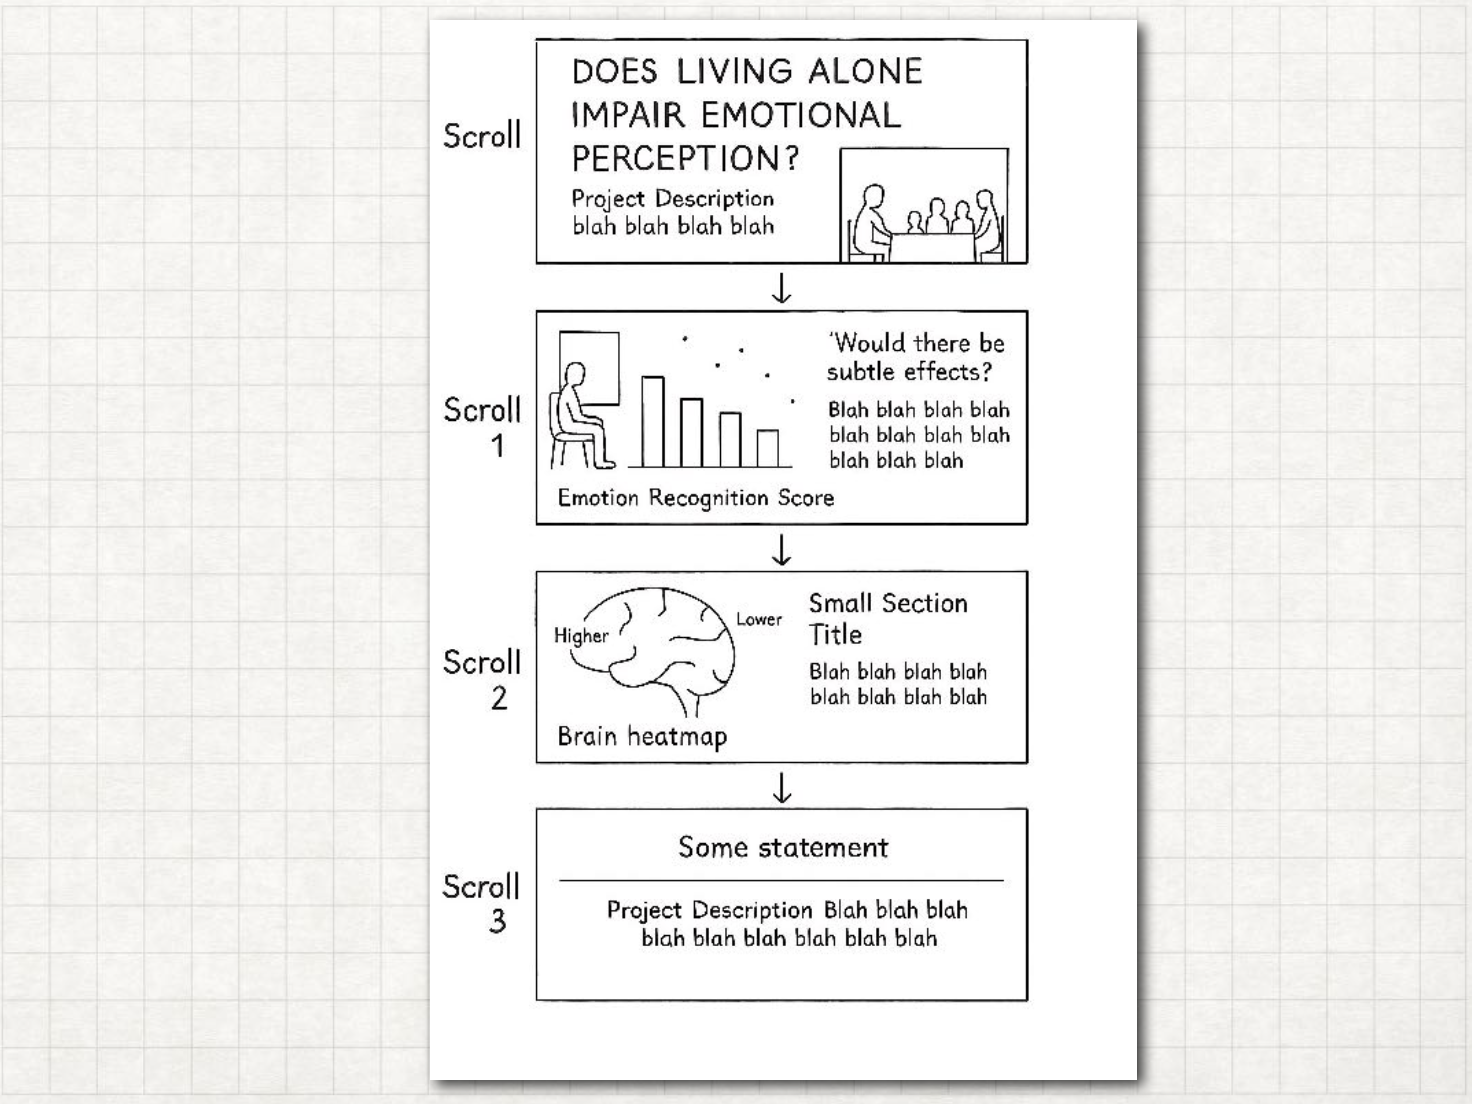 Scroll
DOES LIVING ALONE
IMPAIR EMOTIONAL
PERCEPTION?
Project Description
blah blah blah blah
Scroll
1
'Would there be
subtle effects?
Blah blah blah blah
blah blah blah blah
blah blah blah
Emotion Recognition Score
Scroll
2
Higher
Lower
Brain heatmap
Small Section
Title
Blah blah blah blah
blah blah blah blah
Scroll
3
Some statement
Project Description Blah blah blah
blah blah blah blah blah blah